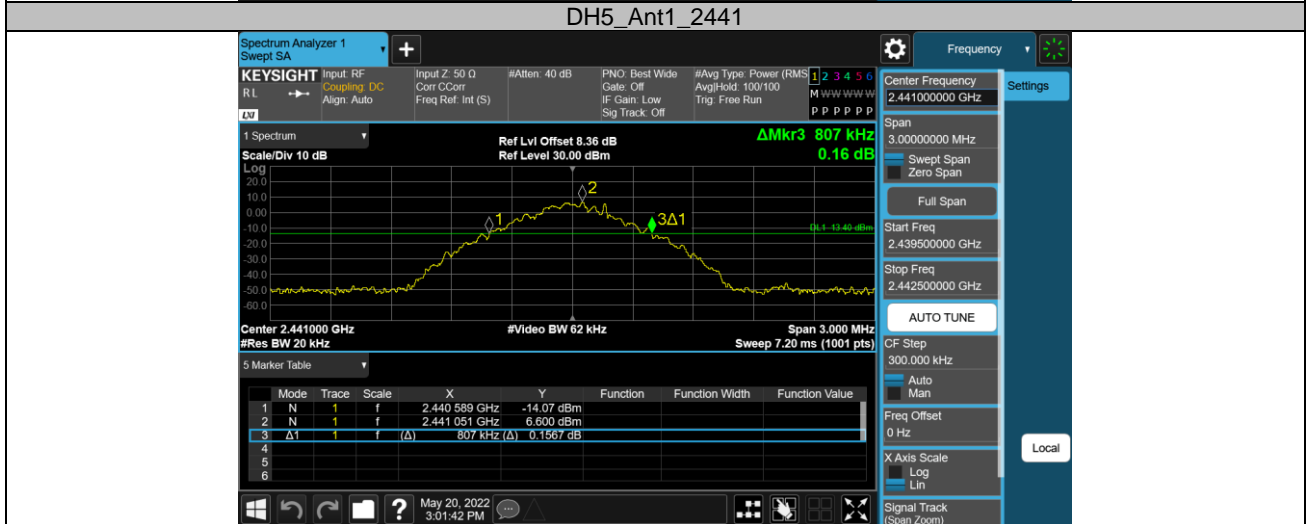 DH5_Ant1_2441
Spectrum Analyzer 1
Swept SA
Frequency
KEYSIGHT Input: RF Input Z: 50 Ω #Atten: 40 dB PNO: Best Wide #Avg Type: Power (RMS 1 2 3 4 5 6
RL Coupling: DC Corr CCorr Gate: Off Avg|Hold: 100/100 M W W W W W
Align: Auto Freq Ref: Int (S) IF Gain: Low Trig: Free Run
LXI Sig Track: Off P P P P P P
Center Frequency
2.441000000 GHz
Settings
1 Spectrum
Ref Lvl Offset 8.36 dB
ΔMkr3 807 kHz
Scale/Div 10 dB
Ref Level 30.00 dBm
0.16 dB
Log
20.0
10.0
0.00
-10.0
-20.0
-30.0
-40.0
-50.0
-60.0
1
2
3Δ1
DL1 -13.40 dBm
Center 2.441000 GHz #Video BW 62 kHz Span 3.000 MHz
#Res BW 20 kHz Sweep 7.20 ms (1001 pts)
Span
3.00000000 MHz
Swept Span
Zero Span
Full Span
Start Freq
2.439500000 GHz
Stop Freq
2.442500000 GHz
AUTO TUNE
CF Step
300.000 kHz
Auto
Man
Freq Offset
0 Hz
X Axis Scale
Log
Lin
Signal Track
(Span Zoom)
Local
5 Marker Table
Mode Trace Scale X Y Function Function Width Function Value
1 N 1 f 2.440 589 GHz -14.07 dBm
2 N 1 f 2.441 051 GHz 6.600 dBm
3 Δ1 1 f (Δ) 807 kHz (Δ) 0.1567 dB
4
5
6
May 20, 2022
3:01:42 PM